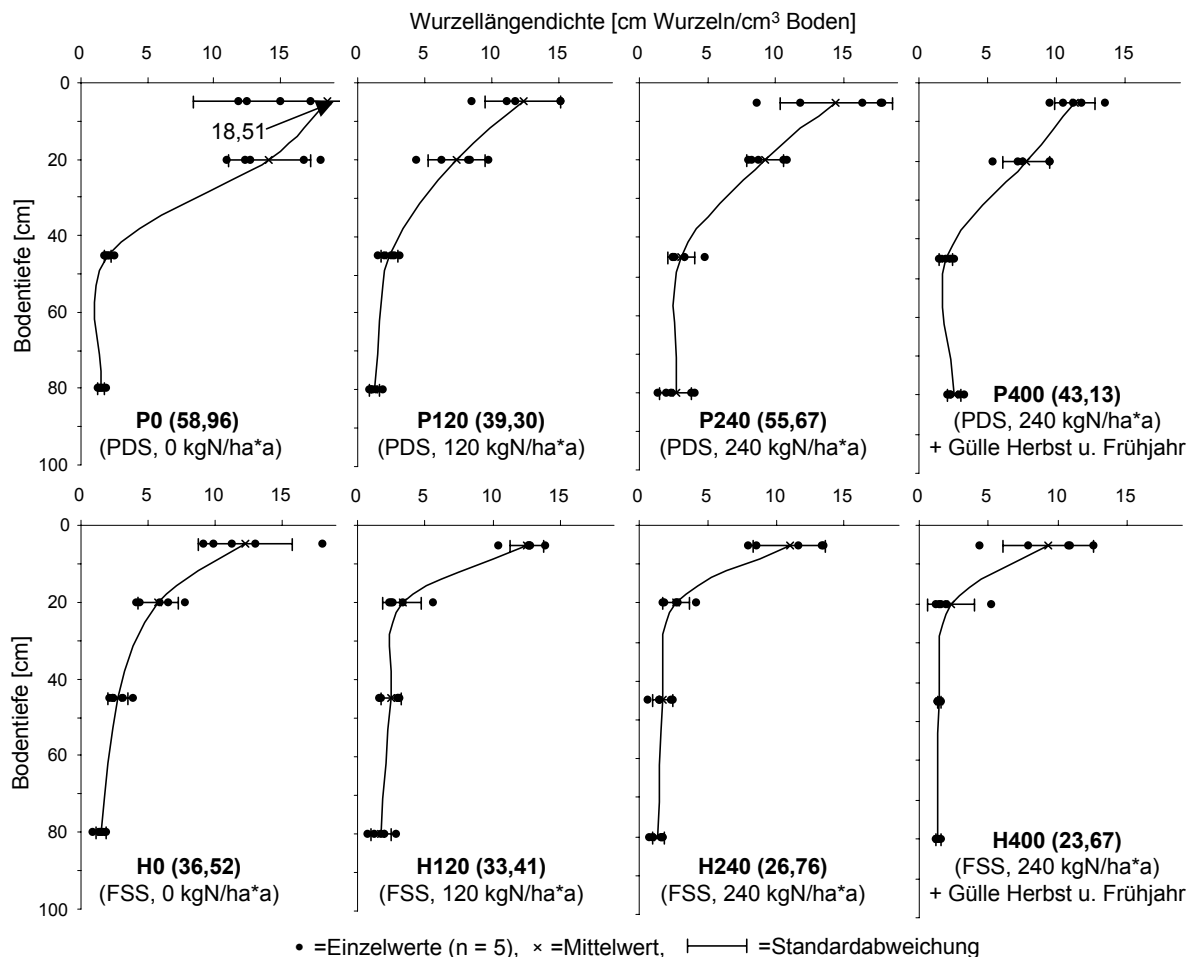 Wurzellängendichte [cm Wurzeln/cm³ Boden]
0 5 10 15 0 5 10 15 0 5 10 15 0 5 10 15
0
20
40
60
80
100
Bodentiefe [cm]
18,51
P0 (58,96)
(PDS, 0 kgN/ha*a)
P120 (39,30)
(PDS, 120 kgN/ha*a)
P240 (55,67)
(PDS, 240 kgN/ha*a)
P400 (43,13)
(PDS, 240 kgN/ha*a)
+ Gülle Herbst u. Frühjahr
0 5 10 15 0 5 10 15 0 5 10 15 0 5 10 15
0
20
40
60
80
100
Bodentiefe [cm]
H0 (36,52)
(FSS, 0 kgN/ha*a)
H120 (33,41)
(FSS, 120 kgN/ha*a)
H240 (26,76)
(FSS, 240 kgN/ha*a)
H400 (23,67)
(FSS, 240 kgN/ha*a)
+ Gülle Herbst u. Frühjahr
• =Einzelwerte (n = 5), × =Mittelwert, =Standardabweichung